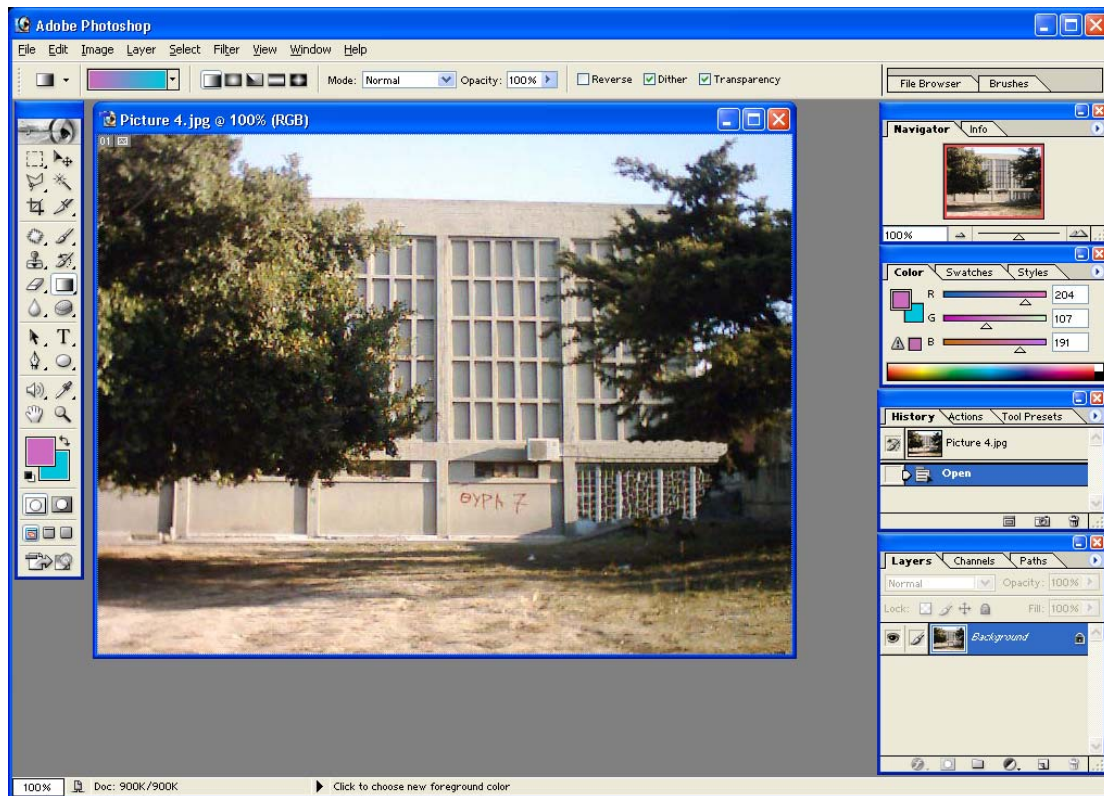 Adobe Photoshop
File Edit Image Layer Select Filter View Window Help
Mode: Normal Opacity: 100% Reverse Dither Transparency File Browser Brushes
Picture 4.jpg @ 100% (RGB)
01
ΘΥΡΑ 7
Navigator Info
100%
Color Swatches Styles
R 204
G 107
B 191
History Actions Tool Presets
Picture 4.jpg
Open
Layers Channels Paths
Normal Opacity: 100%
Lock: Fill: 100%
Background
100% Doc: 900K/900K Click to choose new foreground color